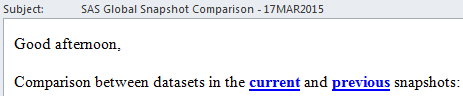 Subject: SAS Global Snapshot Comparison - 17MAR2015
Good afternoon,
Comparison between datasets in the current and previous snapshots: